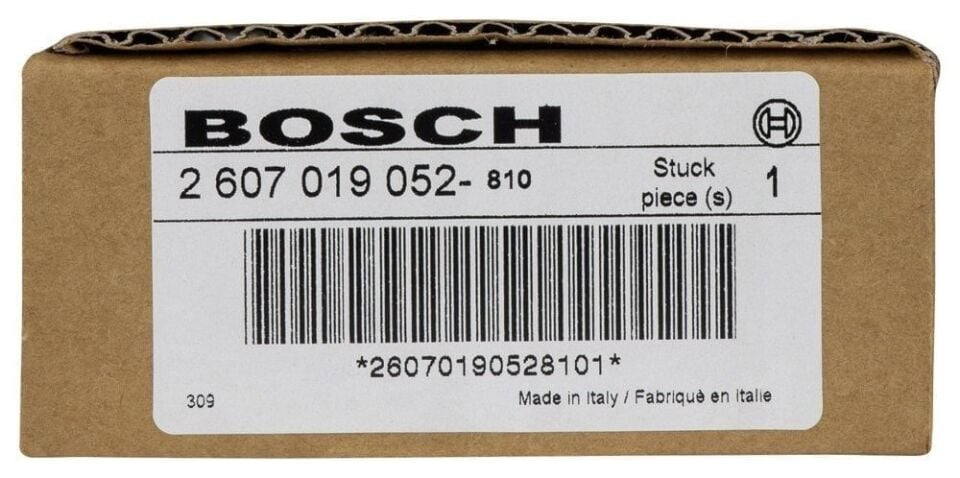 BOSCH
2 607 019 052- 810
Stuck
piece (s)
1
*26070190528101*
309
Made in Italy / Fabriquè en Italie